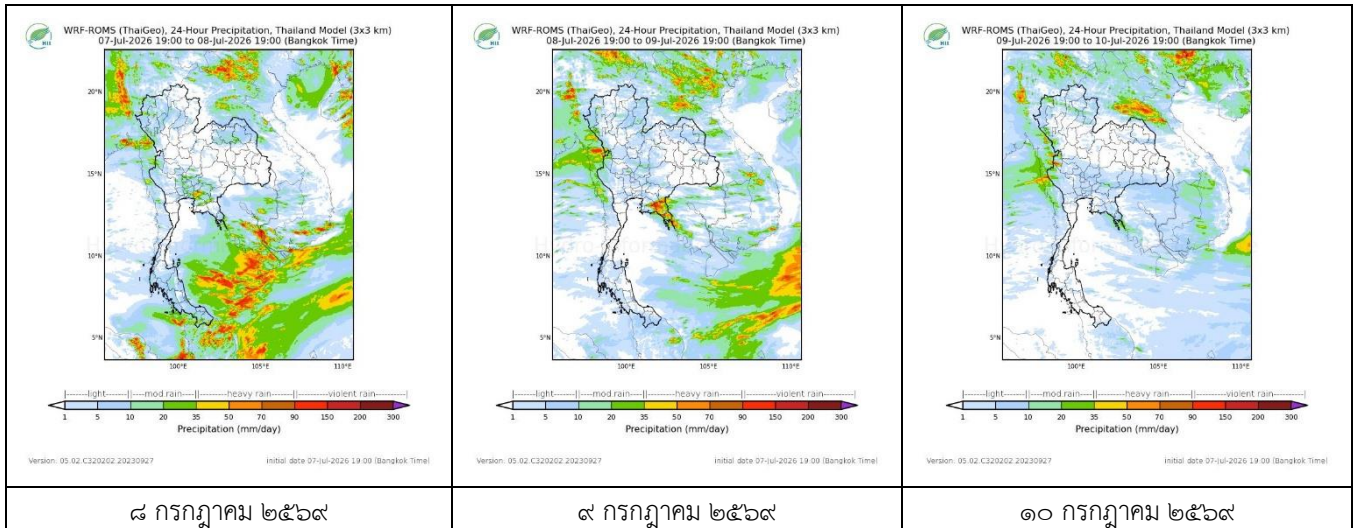 WRF-ROMS (ThaiGeo), 24-Hour Precipitation, Thailand Model (3x3 km)
07-Jul-2026 19:00 to 08-Jul-2026 19:00 (Bangkok Time)
20°N
15°N
10°N
5°N
100°E 105°E 110°E
light mod.rain heavy rain violent rain
1 5 10 20 35 50 70 90 150 200 300
Precipitation (mm/day)
Version: 05.02.C320202.20230927 initial date 07-Jul-2026 19:00 (Bangkok Time)
๘ กรกฎาคม ๒๕๖๙
WRF-ROMS (ThaiGeo), 24-Hour Precipitation, Thailand Model (3x3 km)
08-Jul-2026 19:00 to 09-Jul-2026 19:00 (Bangkok Time)
20°N
15°N
10°N
5°N
100°E 105°E 110°E
light mod.rain heavy rain violent rain
1 5 10 20 35 50 70 90 150 200 300
Precipitation (mm/day)
Version: 05.02.C320202.20230927 initial date 07-Jul-2026 19:00 (Bangkok Time)
๙ กรกฎาคม ๒๕๖๙
WRF-ROMS (ThaiGeo), 24-Hour Precipitation, Thailand Model (3x3 km)
09-Jul-2026 19:00 to 10-Jul-2026 19:00 (Bangkok Time)
20°N
15°N
10°N
5°N
100°E 105°E 110°E
light mod.rain heavy rain violent rain
1 5 10 20 35 50 70 90 150 200 300
Precipitation (mm/day)
Version: 05.02.C320202.20230927 initial date 07-Jul-2026 19:00 (Bangkok Time)
๑๐ กรกฎาคม ๒๕๖๙